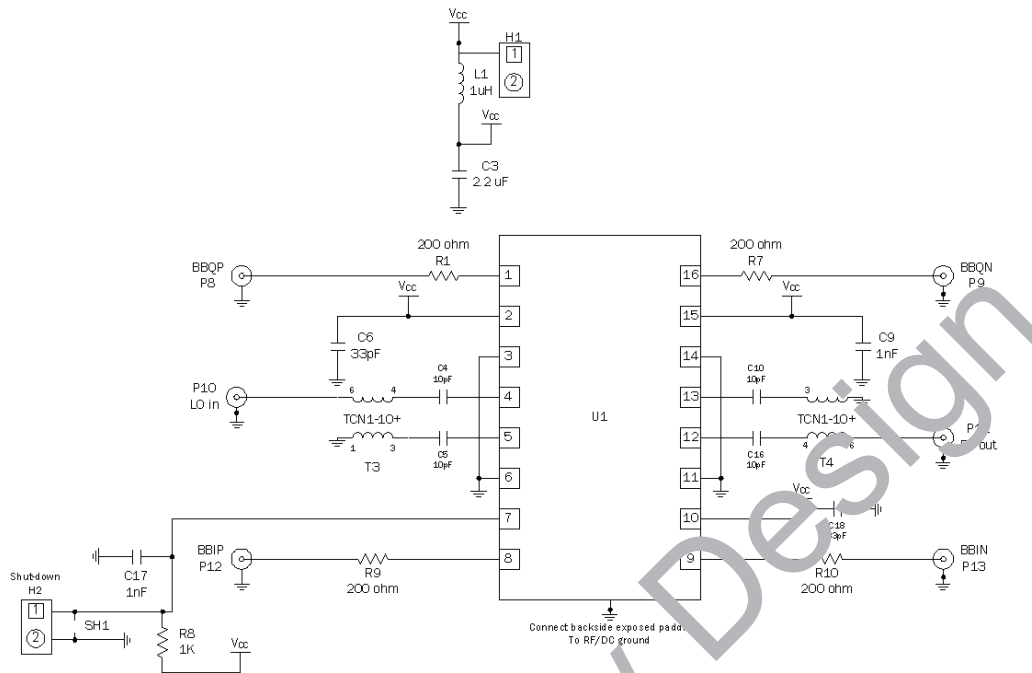 Vcc
H1
1
2
L1
1uH
Vcc
C3
2.2 uF
200 ohm
R1
BBQP
P8
1
16
200 ohm
R7
BBQN
P9
Vcc
2
15
Vcc
C6
33pF
3
14
C9
1nF
P10
LO in
6
4
C4
10pF
4
13
C10
10pF
3
TCN1-10+
TCN1-10+
U1
1
3
T3
C5
10pF
5
12
C16
10pF
4
6
T4
out
6
11
Vcc
7
10
C18
C17
1nF
BBIP
P12
R9
200 ohm
8
9
R10
200 ohm
BBIN
P13
Shut-down
H2
1
2
SH1
R8
1K
Vcc
Connect backside exposed
To RF/DC ground
Design